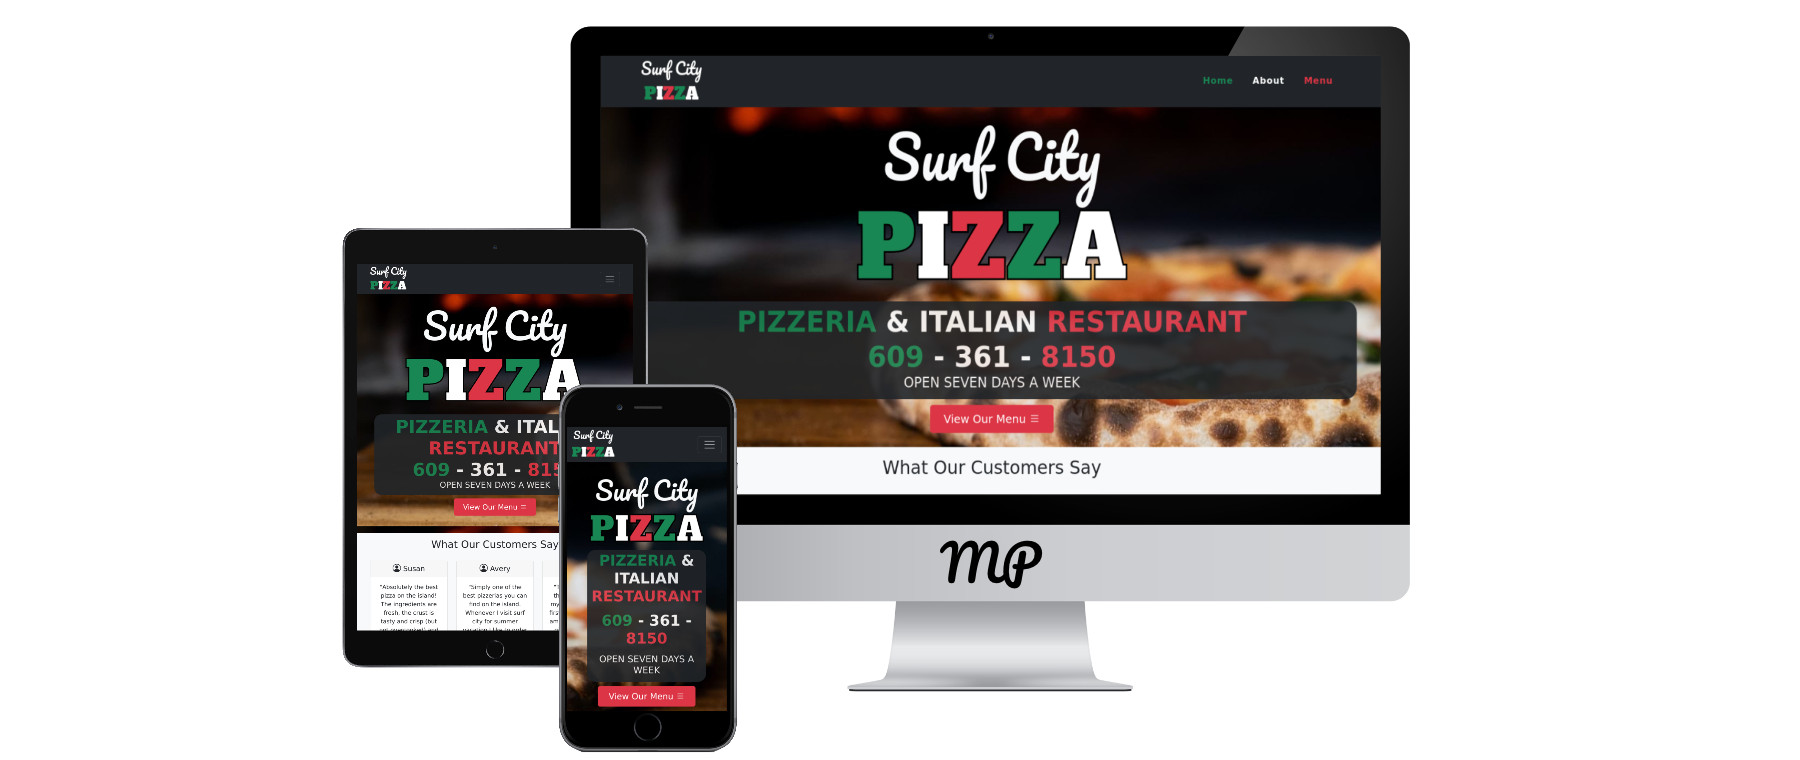 Surf City
PIZZA
Home About Menu
Surf City
PIZZA
PIZZERIA & ITALIAN RESTAURANT
609 - 361 - 8150
OPEN SEVEN DAYS A WEEK
View Our Menu
What Our Customers Say
MP
Surf City
PIZZA
Surf City
PIZZA
PIZZERIA & ITAL
RESTAURANT
609 - 361 - 815
OPEN SEVEN DAYS A WEEK
View Our Menu
What Our Customers Say
Susan
"Absolutely the best
pizza on the island!
The ingredients are
fresh, the crust is
tasty and crisp (but
Avery
"Simply one of the
best pizzerias you can
find on the island.
Whenever I visit surf
city for summer
Surf City
PIZZA
Surf City
PIZZA
PIZZERIA &
ITALIAN
RESTAURANT
609 - 361 -
8150
OPEN SEVEN DAYS A
WEEK
View Our Menu